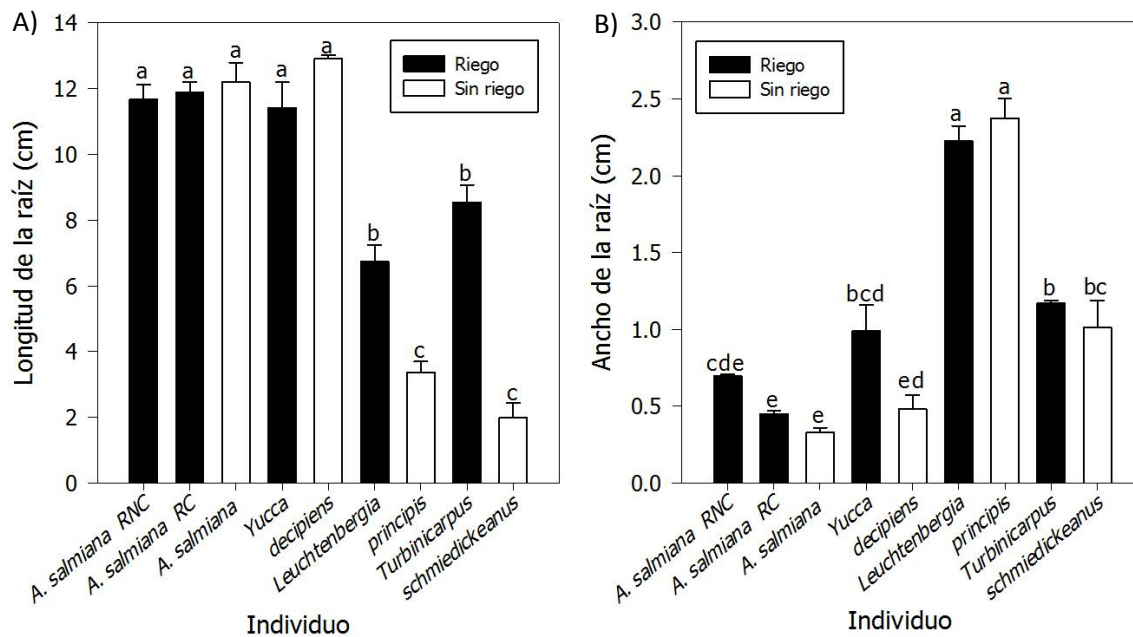 A)
Longitud de la raíz (cm)
14
12
10
8
6
4
2
0
Riego
Sin riego
a
a
a
a
a
b
c
b
c
A. salmiana RNC
A. salmiana RC
A. salmiana
Yucca
decipiens
Leuchtenbergia
principis
Turbinicarpus
schmiedickeanus
Individuo
B)
Ancho de la raíz (cm)
3.0
2.5
2.0
1.5
1.0
0.5
0.0
Riego
Sin riego
cde
e
e
bcd
ed
a
a
b
bc
A. salmiana RNC
A. salmiana RC
A. salmiana
Yucca
decipiens
Leuchtenbergia
principis
Turbinicarpus
schmiedickeanus
Individuo